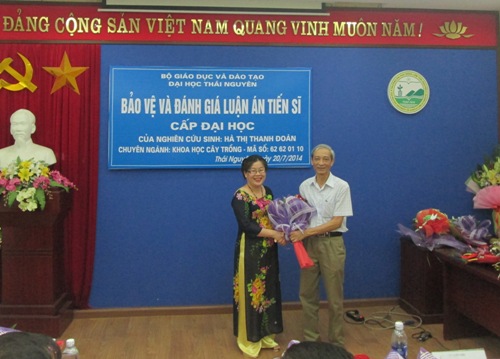 ĐẢNG CỘNG SẢN VIỆT NAM QUANG VINH MUÔN NĂM!
BỘ GIÁO DỤC VÀ ĐÀO TẠO
ĐẠI HỌC THÁI NGUYÊN
BẢO VỆ VÀ ĐÁNH GIÁ LUẬN ÁN TIẾN SĨ
CẤP ĐẠI HỌC
CỦA NGHIÊN CỨU SINH: HÀ THỊ THANH ĐOÀN
CHUYÊN NGÀNH: KHOA HỌC CÂY TRỒNG - MÃ SỐ: 62 62 01 10
Thái Nguyên, ngày 20/7/2014